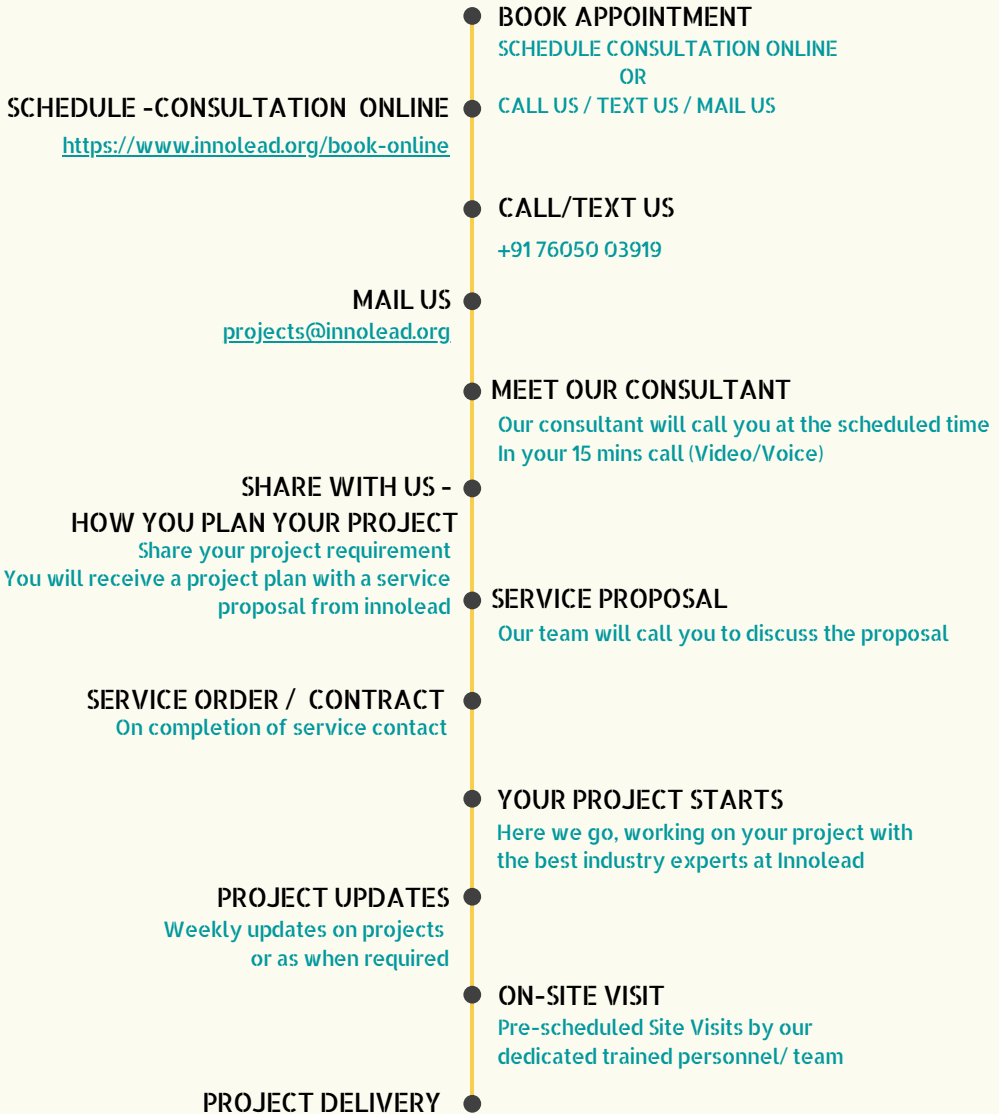 BOOK APPOINTMENT
SCHEDULE CONSULTATION ONLINE
OR
CALL US / TEXT US / MAIL US
SCHEDULE -CONSULTATION ONLINE
https://www.innolead.org/book-online
CALL/TEXT US
+91 76050 03919
MAIL US
projects@innolead.org
MEET OUR CONSULTANT
Our consultant will call you at the scheduled time
In your 15 mins call (Video/Voice)
SHARE WITH US -
HOW YOU PLAN YOUR PROJECT
Share your project requirement
You will receive a project plan with a service
proposal from innolead
SERVICE PROPOSAL
Our team will call you to discuss the proposal
SERVICE ORDER / CONTRACT
On completion of service contact
YOUR PROJECT STARTS
Here we go, working on your project with
the best industry experts at Innolead
PROJECT UPDATES
Weekly updates on projects
or as when required
ON-SITE VISIT
Pre-scheduled Site Visits by our
dedicated trained personnel/ team
PROJECT DELIVERY